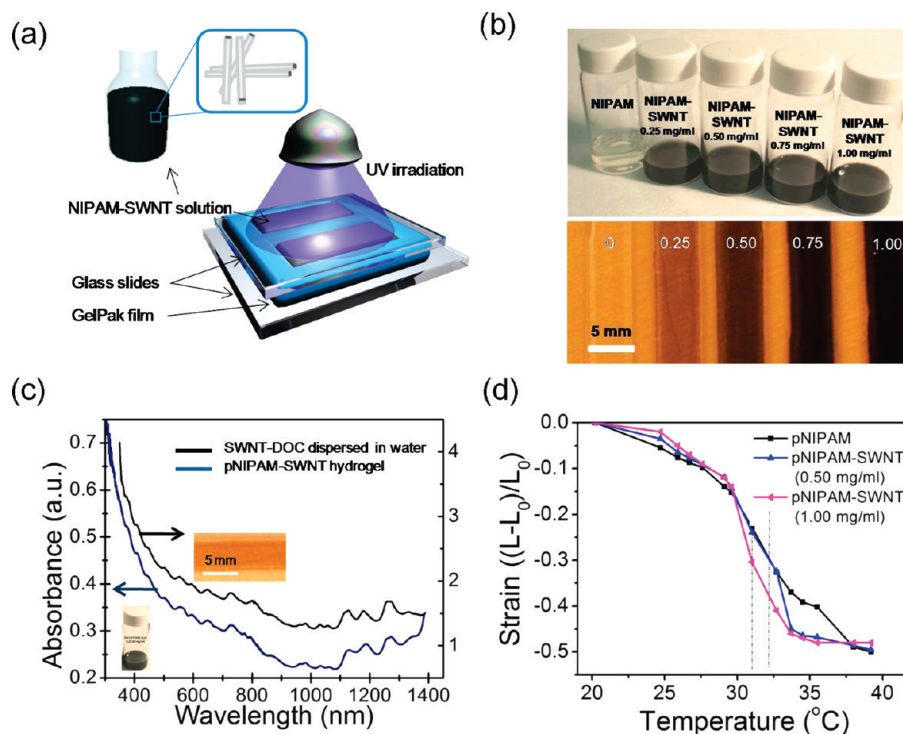 (a)
UV irradiation
NIPAM-SWNT solution
Glass slides
GelPak film
(b)
NIPAM
NIPAM-
SWNT
0.25 mg/ml
NIPAM-
SWNT
0.50 mg/ml
NIPAM-
SWNT
0.75 mg/ml
NIPAM-
SWNT
1.00 mg/ml
0 0.25 0.50 0.75 1.00
5 mm
(c)
0.7
0.6
0.5
0.4
0.3
0.2
Absorbance (a.u.)
SWNT-DOC dispersed in water
pNIPAM-SWNT hydrogel
5 mm
4
3
2
1
400 600 800 1000 1200 1400
Wavelength (nm)
(d)
0.0
-0.1
-0.2
-0.3
-0.4
-0.5
Strain ((L-L₀)/L₀)
pNIPAM
pNIPAM-SWNT
(0.50 mg/ml)
pNIPAM-SWNT
(1.00 mg/ml)
20 25 30 35 40
Temperature (°C)